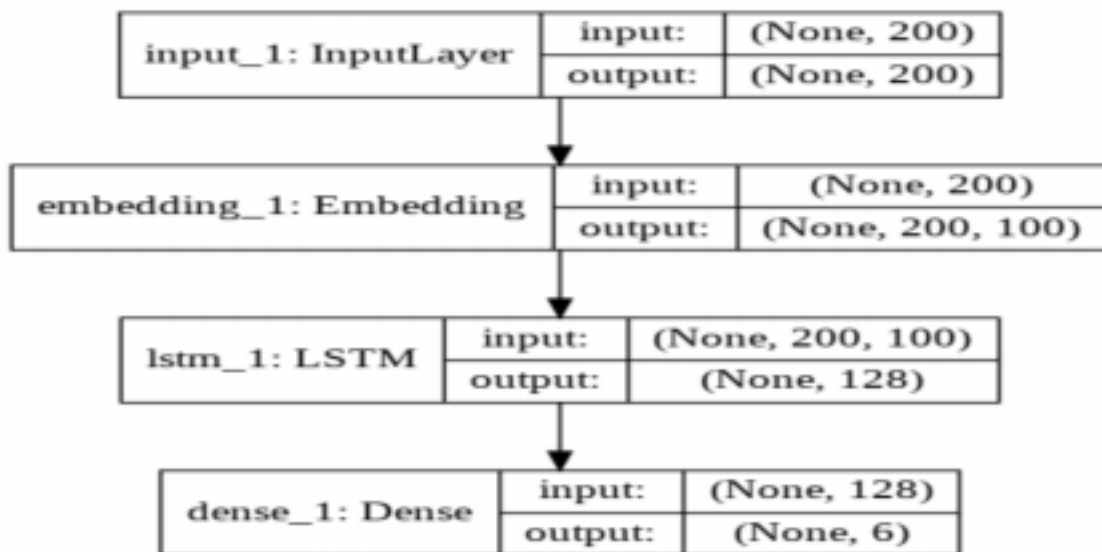 input_1: InputLayer
input: (None, 200)
output: (None, 200)
embedding_1: Embedding
input: (None, 200)
output: (None, 200, 100)
lstm_1: LSTM
input: (None, 200, 100)
output: (None, 128)
dense_1: Dense
input: (None, 128)
output: (None, 6)